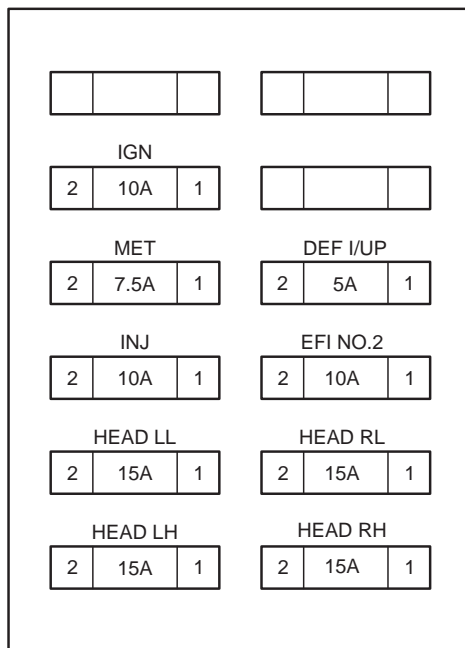 IGN
2 10A 1
MET DEF I/UP
2 7.5A 1 2 5A 1
INJ EFI NO.2
2 10A 1 2 10A 1
HEAD LL HEAD RL
2 15A 1 2 15A 1
HEAD LH HEAD RH
2 15A 1 2 15A 1